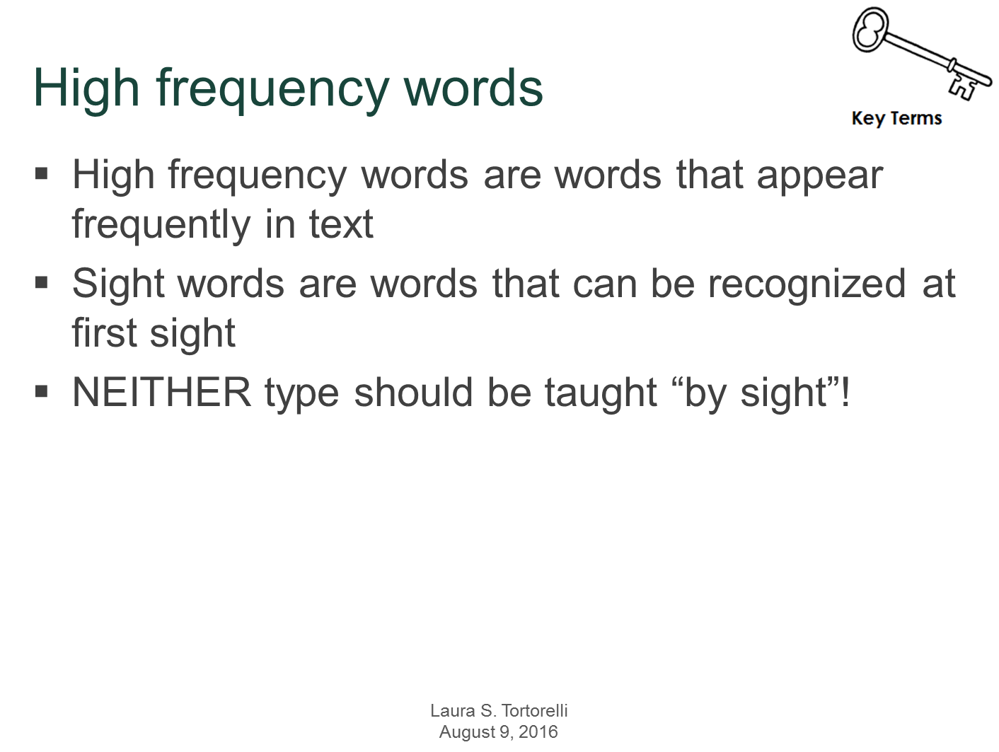 High frequency words
Key Terms
▪ High frequency words are words that appear
frequently in text
▪ Sight words are words that can be recognized at
first sight
▪ NEITHER type should be taught “by sight”!
Laura S. Tortorelli
August 9, 2016